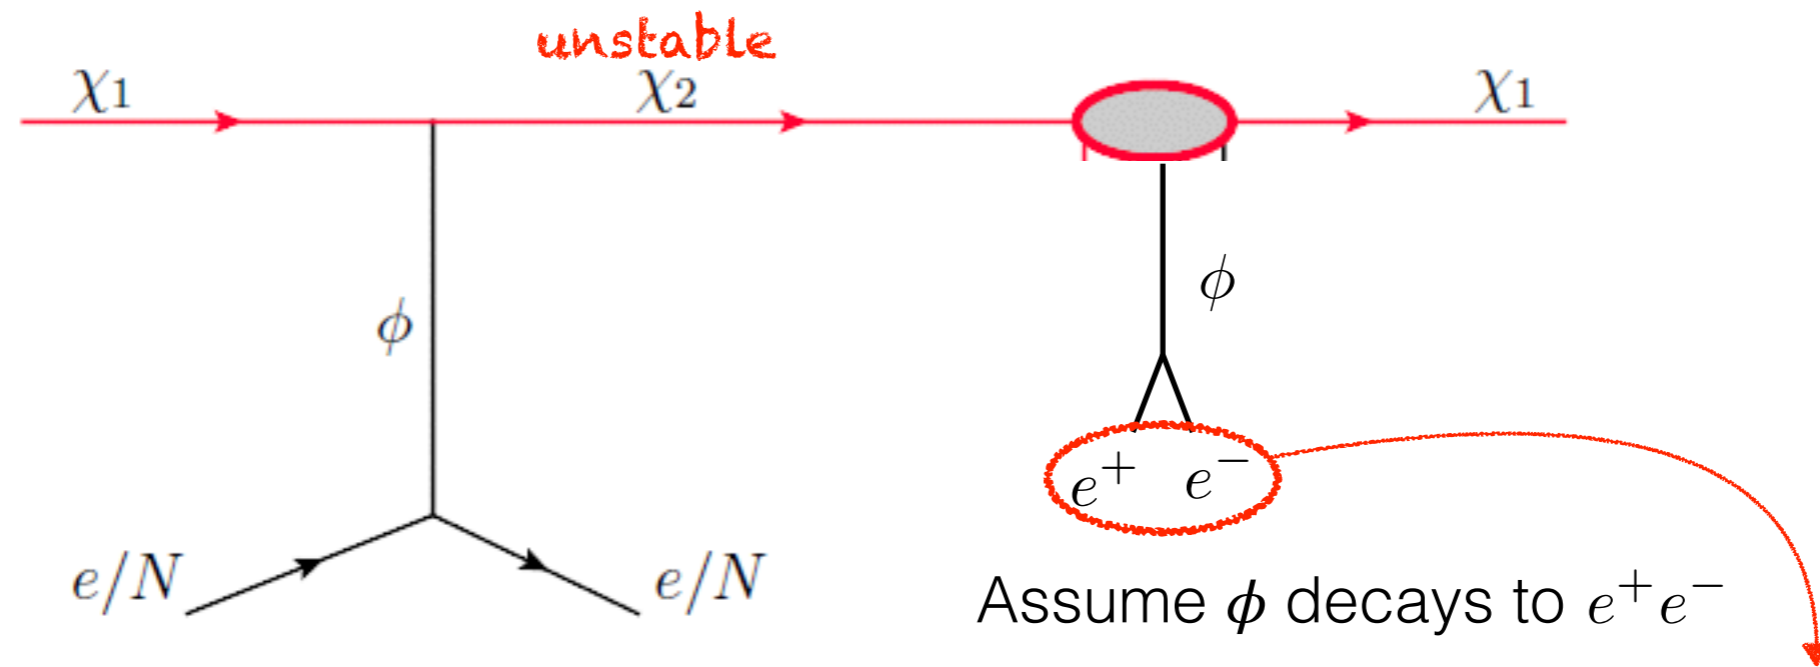 unstable
χ₁ χ₂ χ₁
ϕ
ϕ
e⁺ e⁻
e/N e/N
Assume ϕ decays to e⁺e⁻